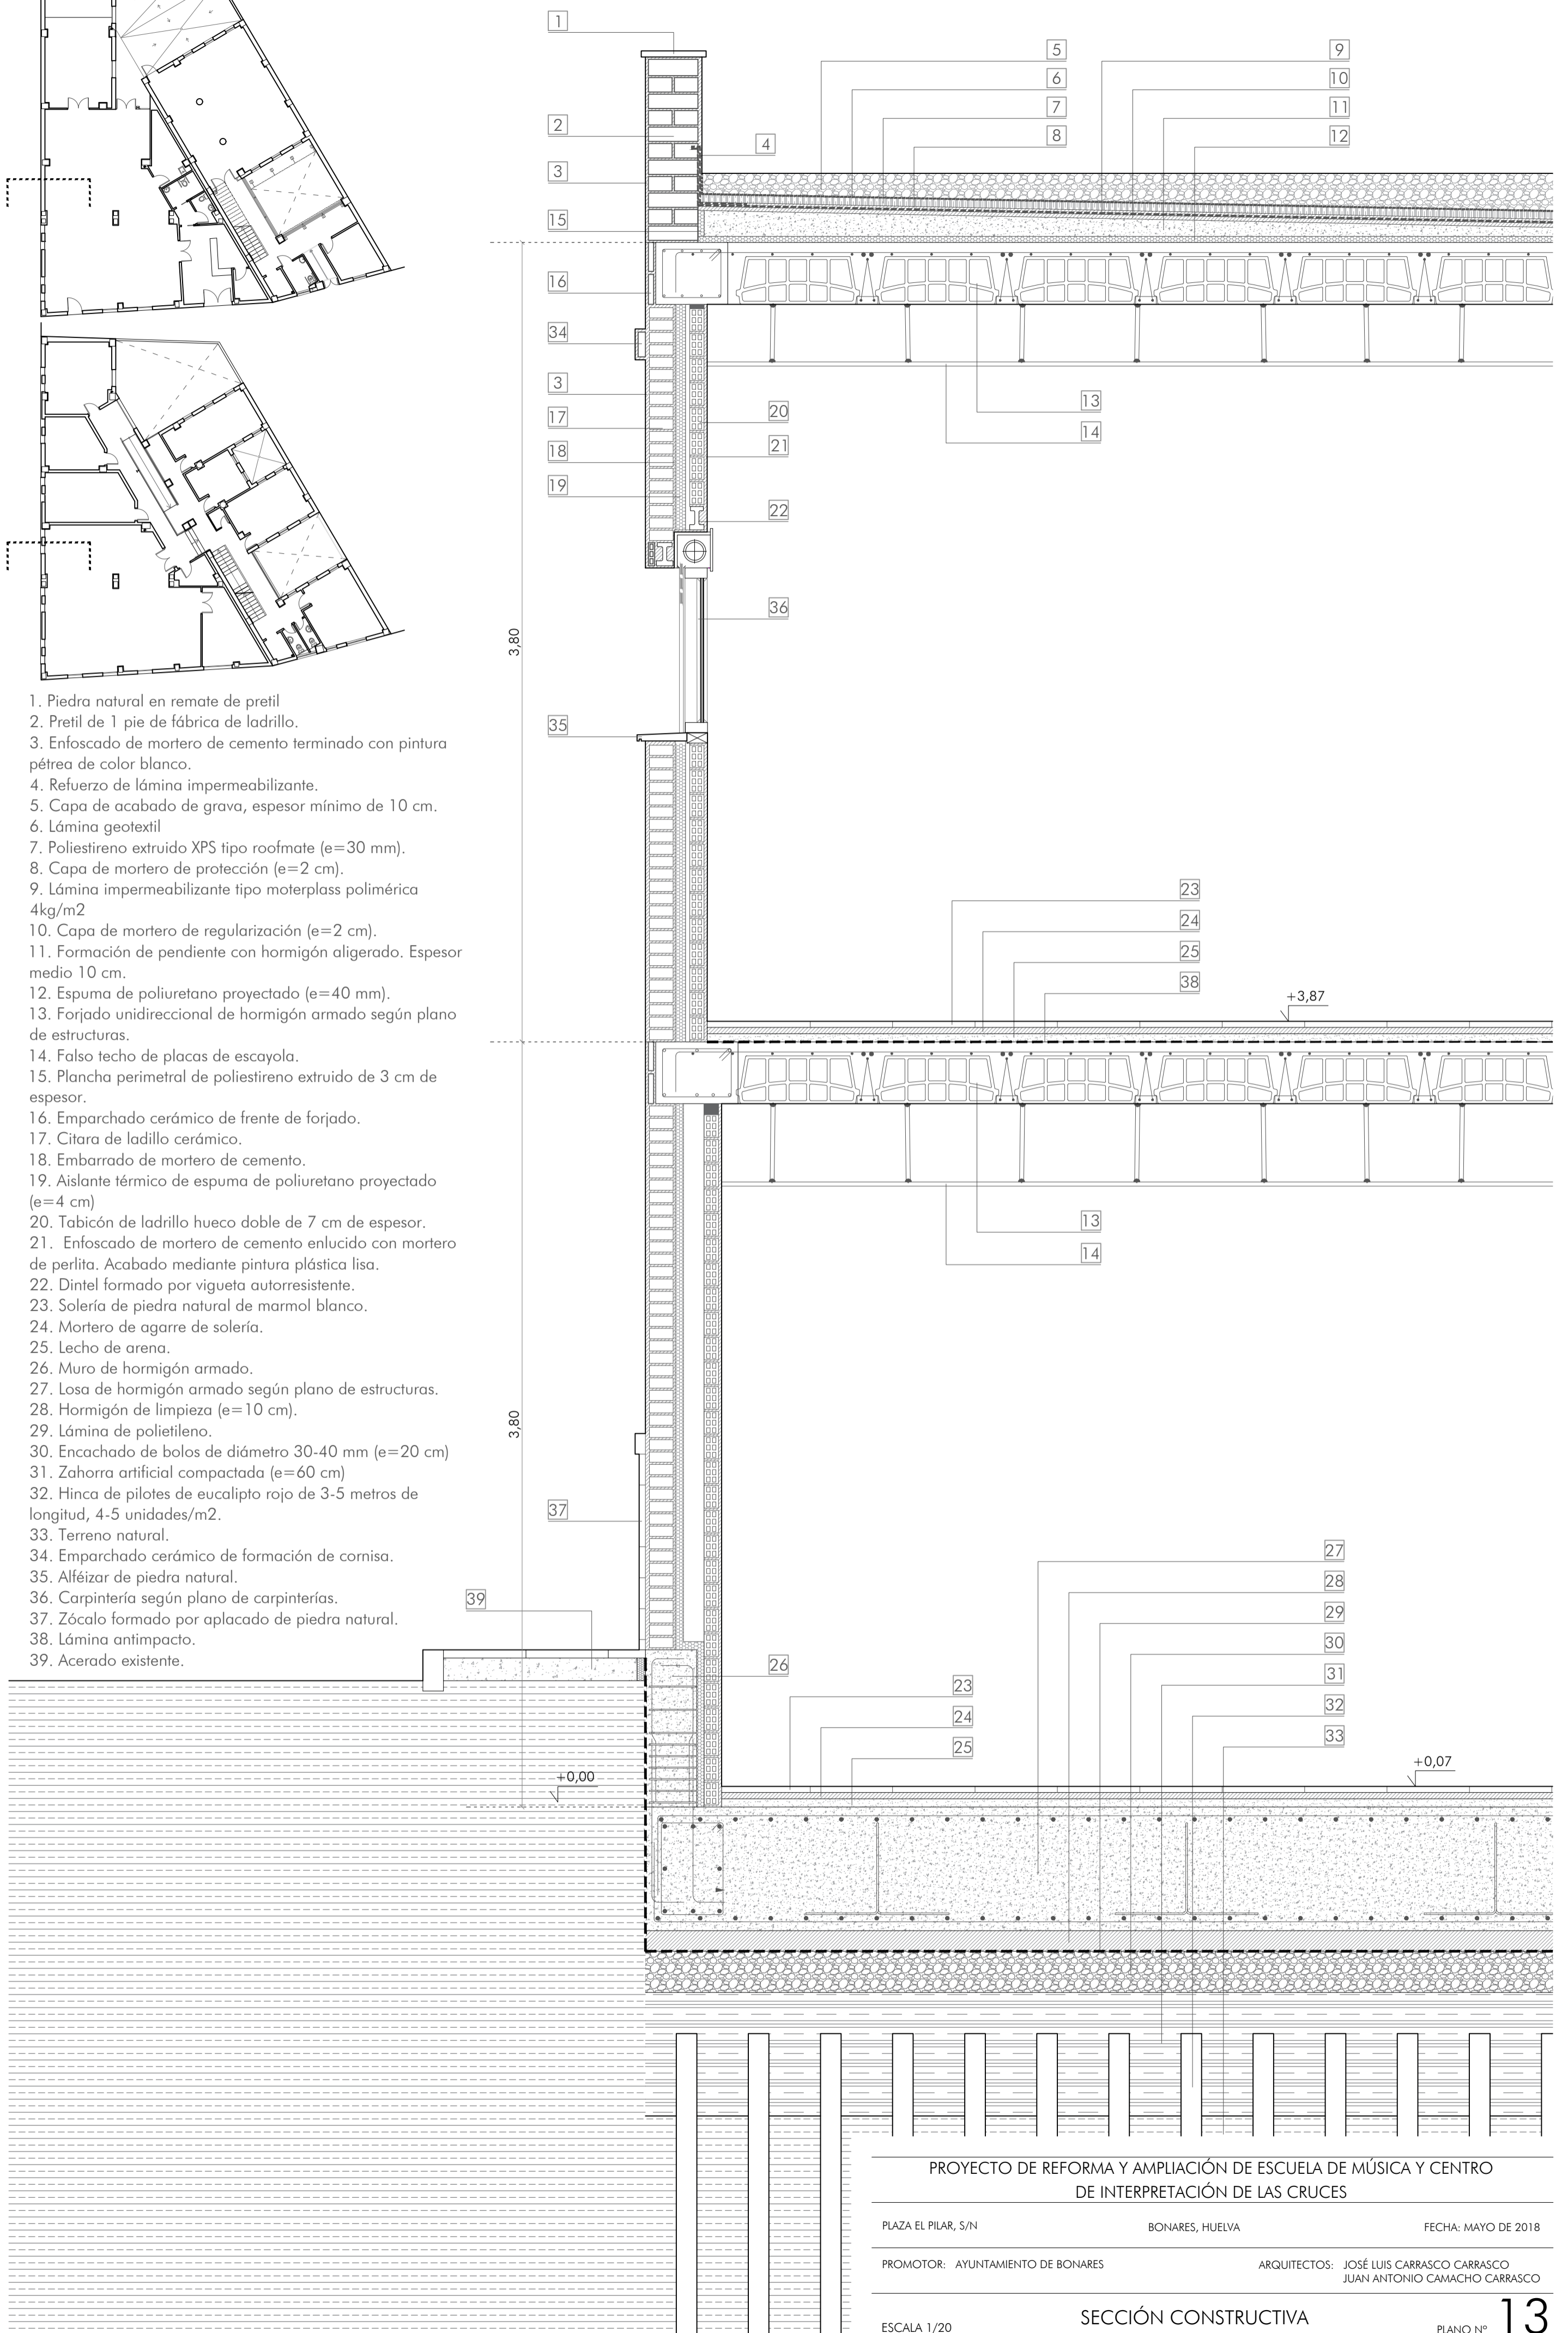 1
2
3
15
16
34
3
17
18
19
4
5
6
7
8
9
10
11
12
13
14
20
21
22
36
35
3,80
23
24
25
38
+3,87
13
14
3,80
37
39
26
23
24
25
27
28
29
30
31
32
33
+0,00
+0,07
1. Piedra natural en remate de pretil
2. Pretil de 1 pie de fábrica de ladrillo.
3. Enfoscado de mortero de cemento terminado con pintura
pétrea de color blanco.
4. Refuerzo de lámina impermeabilizante.
5. Capa de acabado de grava, espesor mínimo de 10 cm.
6. Lámina geotextil
7. Poliestireno extruido XPS tipo roofmate (e=30 mm).
8. Capa de mortero de protección (e=2 cm).
9. Lámina impermeabilizante tipo moterplass polimérica
4kg/m2
10. Capa de mortero de regularización (e=2 cm).
11. Formación de pendiente con hormigón aligerado. Espesor
medio 10 cm.
12. Espuma de poliuretano proyectado (e=40 mm).
13. Forjado unidireccional de hormigón armado según plano
de estructuras.
14. Falso techo de placas de escayola.
15. Plancha perimetral de poliestireno extruido de 3 cm de
espesor.
16. Emparchado cerámico de frente de forjado.
17. Citara de ladillo cerámico.
18. Embarrado de mortero de cemento.
19. Aislante térmico de espuma de poliuretano proyectado
(e=4 cm)
20. Tabicón de ladrillo hueco doble de 7 cm de espesor.
21. Enfoscado de mortero de cemento enlucido con mortero
de perlita. Acabado mediante pintura plástica lisa.
22. Dintel formado por vigueta autorresistente.
23. Solería de piedra natural de marmol blanco.
24. Mortero de agarre de solería.
25. Lecho de arena.
26. Muro de hormigón armado.
27. Losa de hormigón armado según plano de estructuras.
28. Hormigón de limpieza (e=10 cm).
29. Lámina de polietileno.
30. Encachado de bolos de diámetro 30-40 mm (e=20 cm)
31. Zahorra artificial compactada (e=60 cm)
32. Hinca de pilotes de eucalipto rojo de 3-5 metros de
longitud, 4-5 unidades/m2.
33. Terreno natural.
34. Emparchado cerámico de formación de cornisa.
35. Alféizar de piedra natural.
36. Carpintería según plano de carpinterías.
37. Zócalo formado por aplacado de piedra natural.
38. Lámina antimpacto.
39. Acerado existente.
PROYECTO DE REFORMA Y AMPLIACIÓN DE ESCUELA DE MÚSICA Y CENTRO
DE INTERPRETACIÓN DE LAS CRUCES
PLAZA EL PILAR, S/N BONARES, HUELVA FECHA: MAYO DE 2018
PROMOTOR: AYUNTAMIENTO DE BONARES ARQUITECTOS: JOSÉ LUIS CARRASCO CARRASCO
JUAN ANTONIO CAMACHO CARRASCO
ESCALA 1/20 SECCIÓN CONSTRUCTIVA PLANO Nº 13